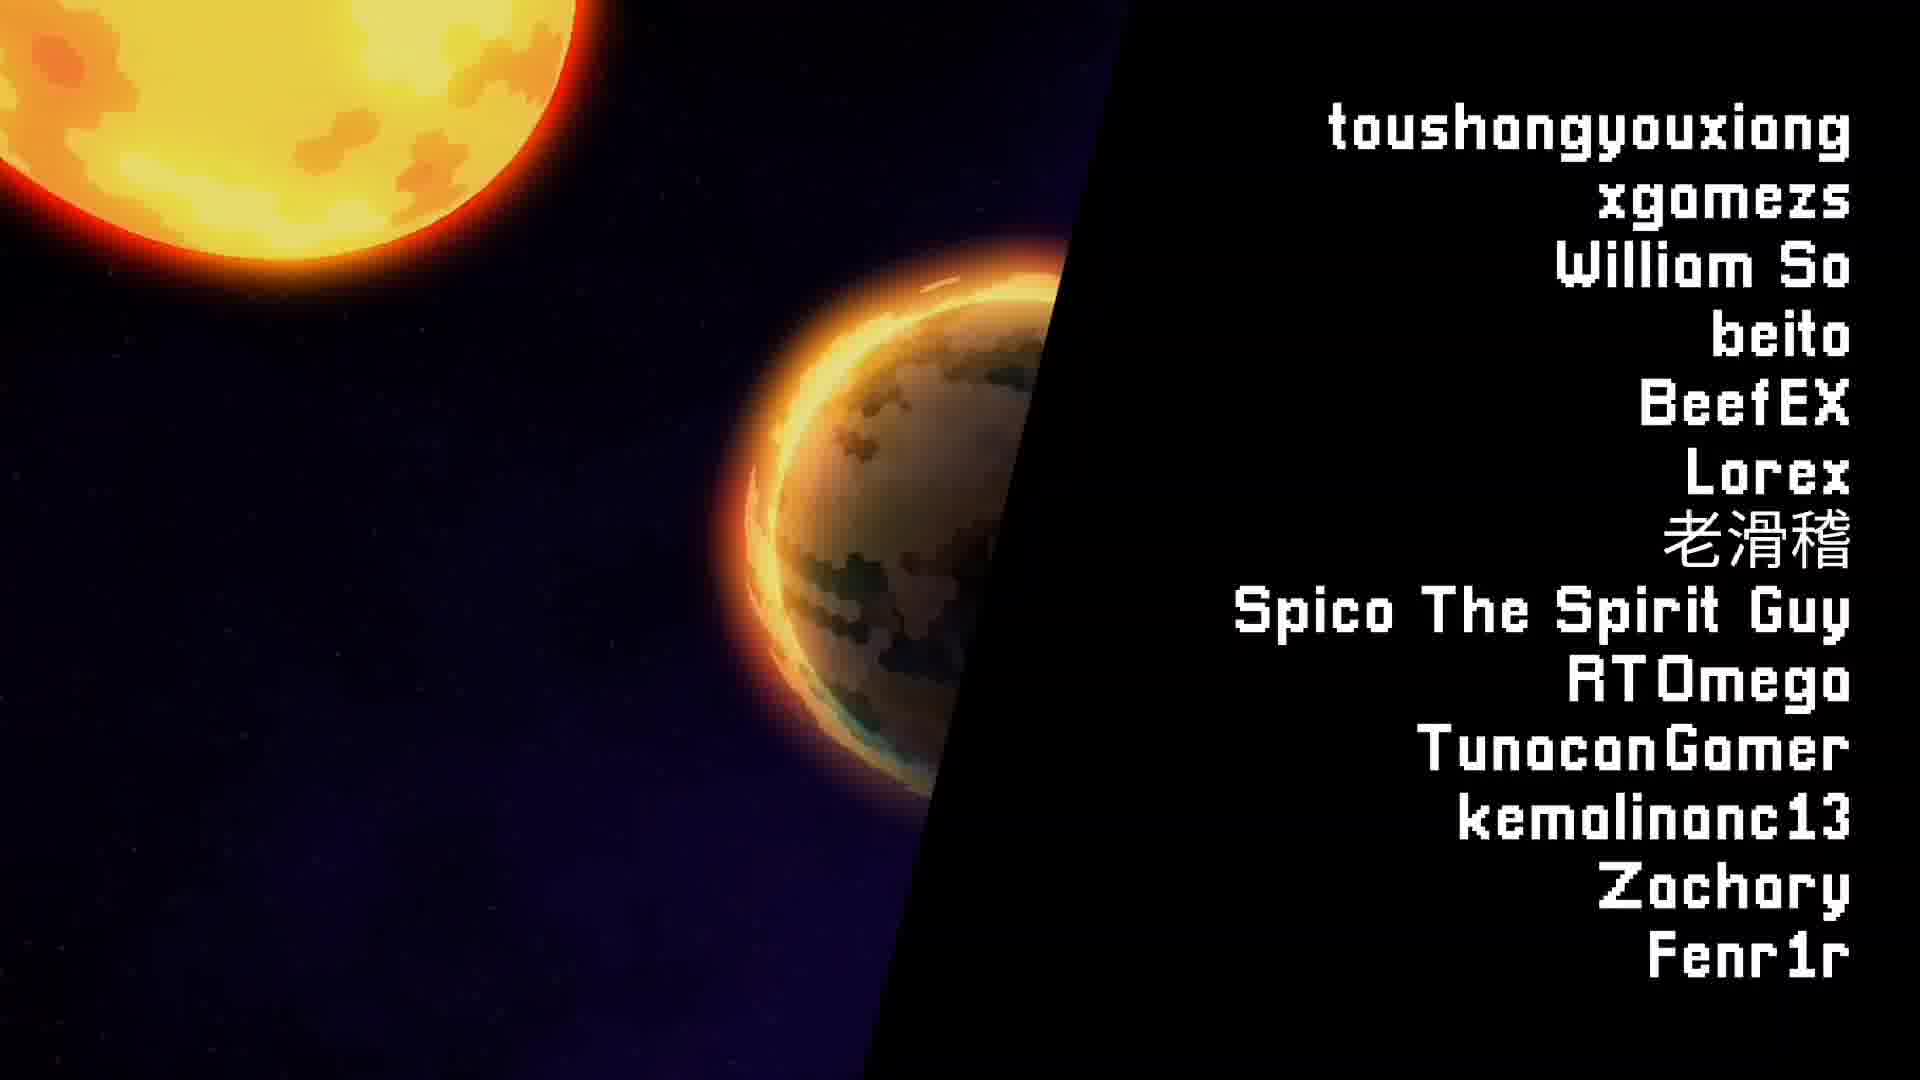 toushangyouxiang
xgamezs
William So
beito
BeefEX
Lorex
老滑稽
Spico The Spirit Guy
RTOmega
TunacanGamer
kemalinanc13
Zachary
Fenr1r